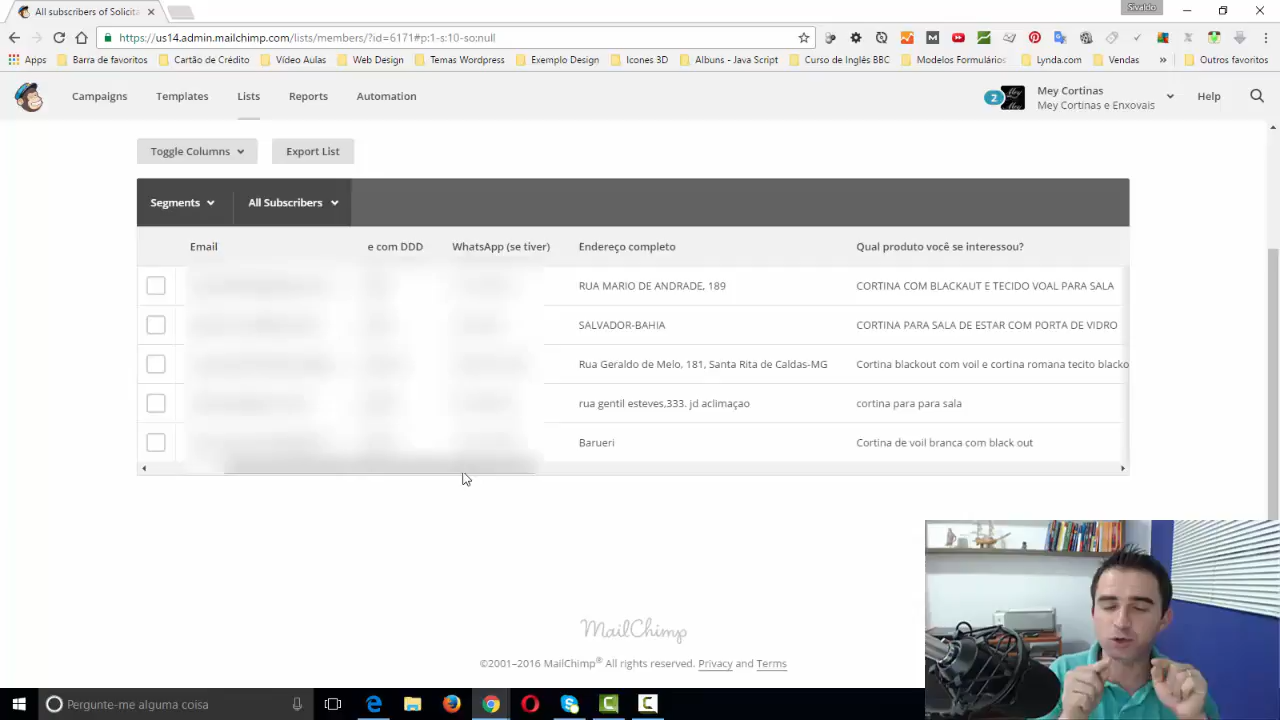 All subscribers of Solicita
Sivaldo
https://us14.admin.mailchimp.com/lists/members/?id=6171#p:1-s:10-so:null
Apps
Barra de favoritos
Cartão de Crédito
Vídeo Aulas
Web Design
Temas Wordpress
Exemplo Design
Icones 3D
Albuns - Java Script
Curso de Inglês BBC
Modelos Formulários
Lynda.com
Vendas
Outros favoritos
Campaigns
Templates
Lists
Reports
Automation
2
Mey Cortinas
Mey Cortinas e Enxovais
Help
Toggle Columns
Export List
Segments
All Subscribers
Email
e com DDD
WhatsApp (se tiver)
Endereço completo
Qual produto você se interessou?
RUA MARIO DE ANDRADE, 189
CORTINA COM BLACKAUT E TECIDO VOAL PARA SALA
SALVADOR-BAHIA
CORTINA PARA SALA DE ESTAR COM PORTA DE VIDRO
Rua Geraldo de Melo, 181, Santa Rita de Caldas-MG
Cortina blackout com voil e cortina romana tecito blacko
rua gentil esteves,333. jd aclimaçao
cortina para para sala
Barueri
Cortina de voil branca com black out
MailChimp
©2001–2016 MailChimp® All rights reserved. Privacy and Terms
Pergunte-me alguma coisa